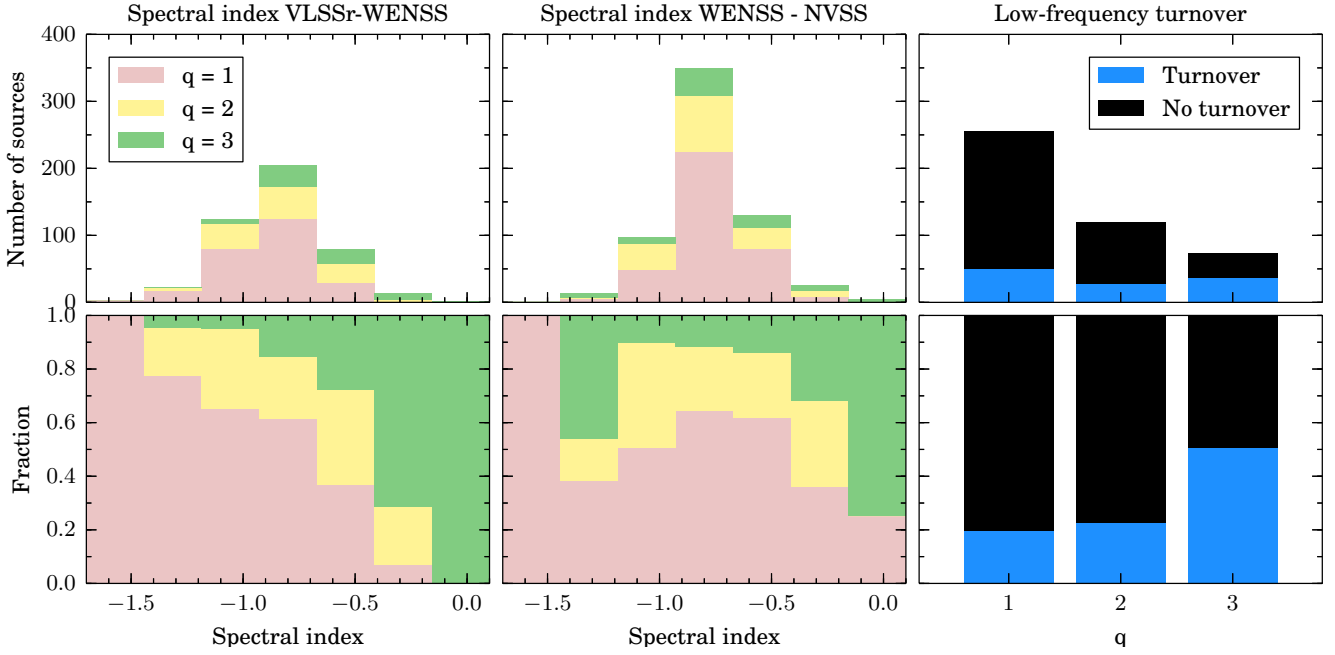 Spectral index VLSSr-WENSS
Spectral index WENSS - NVSS
Low-frequency turnover
400
300
200
100
0
Number of sources
q = 1
q = 2
q = 3
Turnover
No turnover
1.0
0.8
0.6
0.4
0.2
0.0
Fraction
−1.5 −1.0 −0.5 0.0
−1.5 −1.0 −0.5 0.0
1 2 3
Spectral index
Spectral index
q